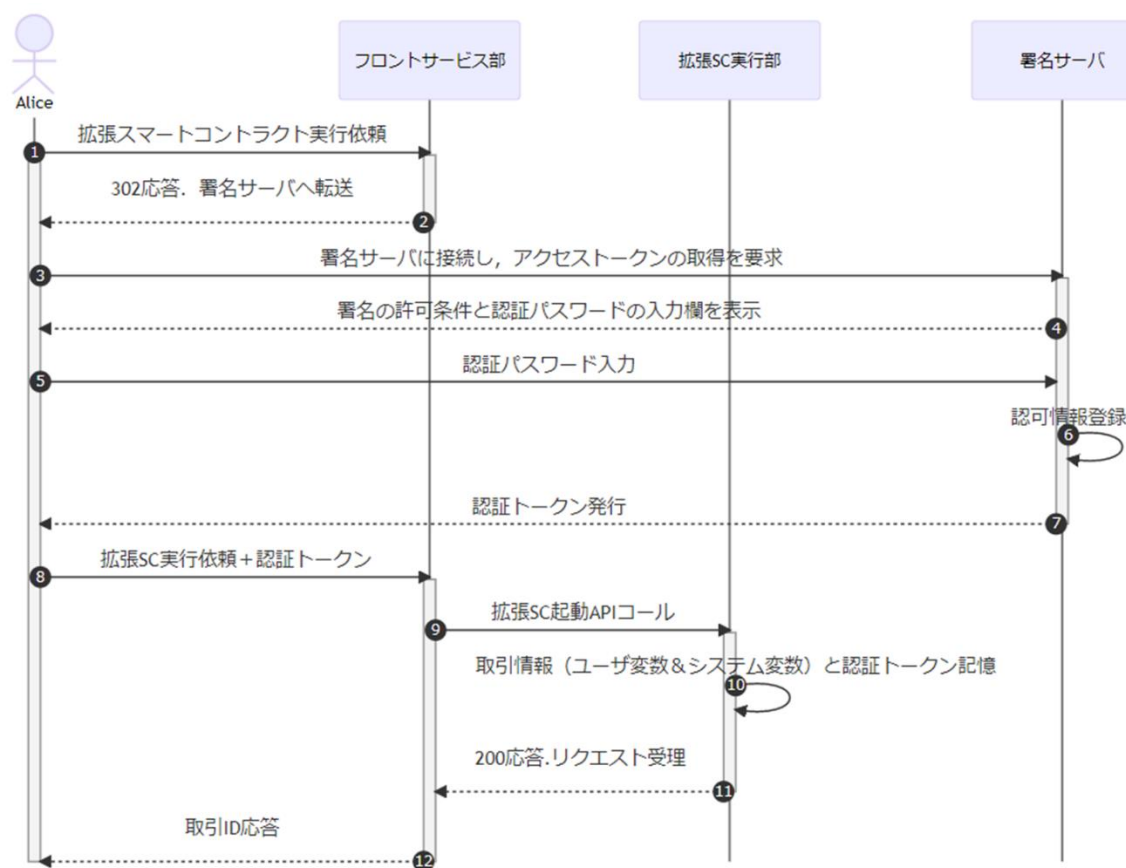 フロントサービス部
拡張SC実行部
署名サーバ
Alice
拡張スマートコントラクト実行依頼
1
302応答．署名サーバへ転送
2
署名サーバに接続し，アクセストークンの取得を要求
3
署名の許可条件と認証パスワードの入力欄を表示
4
認証パスワード入力
5
認可情報登録
6
認証トークン発行
7
拡張SC実行依頼＋認証トークン
8
拡張SC起動APIコール
9
取引情報（ユーザ変数＆システム変数）と認証トークン記憶
10
200応答.リクエスト受理
11
取引ID応答
12